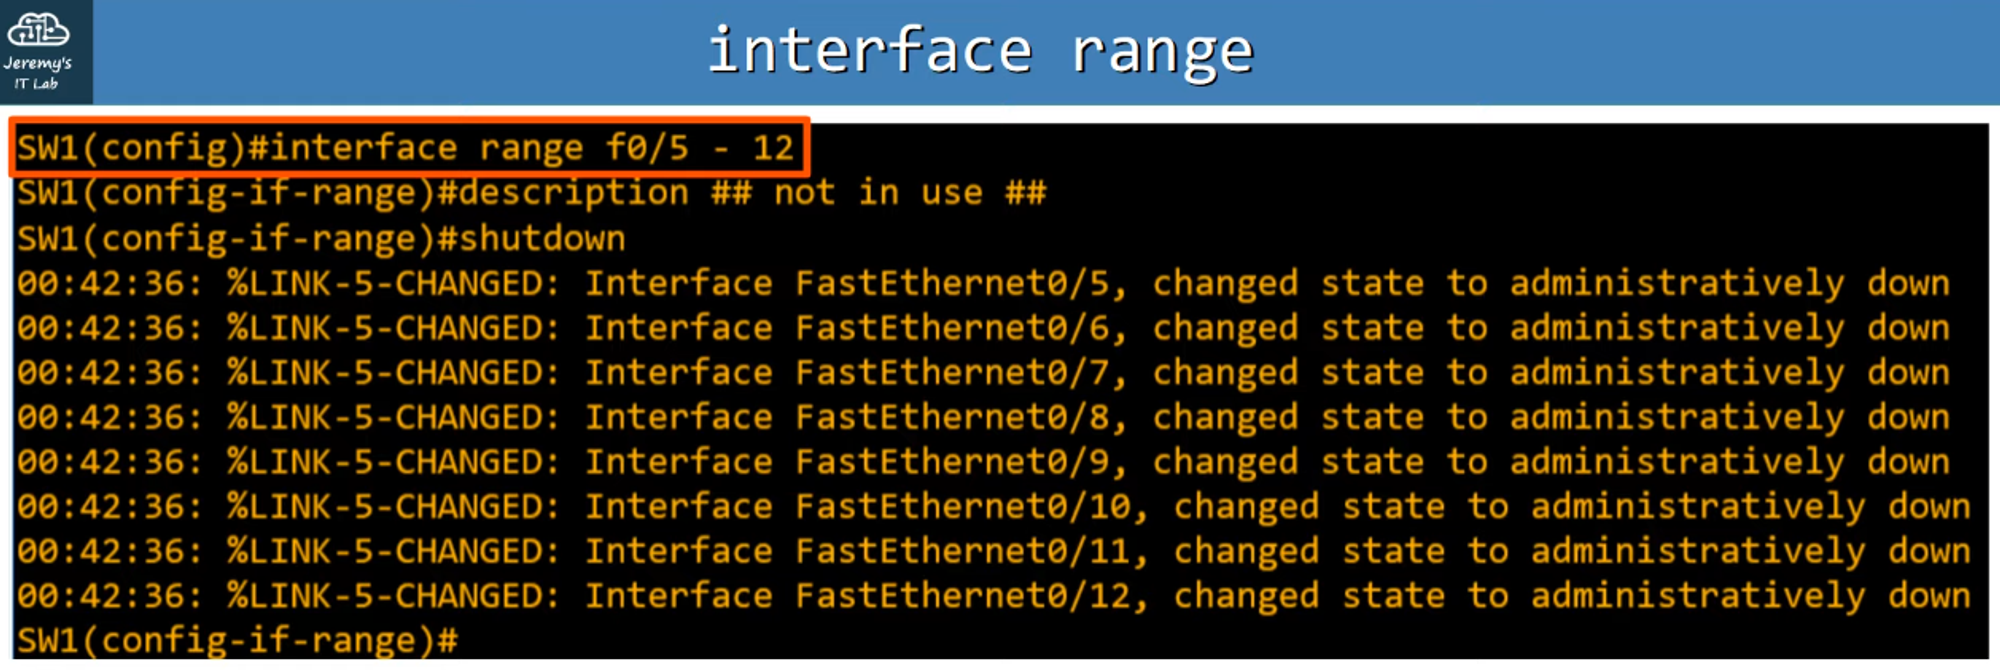 Jeremy's
IT Lab
interface range
SW1(config)#interface range f0/5 - 12
SW1(config-if-range)#description ## not in use ##
SW1(config-if-range)#shutdown
00:42:36: %LINK-5-CHANGED: Interface FastEthernet0/5, changed state to administratively down
00:42:36: %LINK-5-CHANGED: Interface FastEthernet0/6, changed state to administratively down
00:42:36: %LINK-5-CHANGED: Interface FastEthernet0/7, changed state to administratively down
00:42:36: %LINK-5-CHANGED: Interface FastEthernet0/8, changed state to administratively down
00:42:36: %LINK-5-CHANGED: Interface FastEthernet0/9, changed state to administratively down
00:42:36: %LINK-5-CHANGED: Interface FastEthernet0/10, changed state to administratively down
00:42:36: %LINK-5-CHANGED: Interface FastEthernet0/11, changed state to administratively down
00:42:36: %LINK-5-CHANGED: Interface FastEthernet0/12, changed state to administratively down
SW1(config-if-range)#